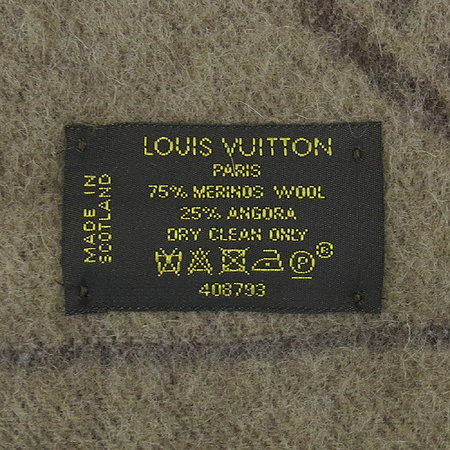 LOUIS VUITTON
PARIS
75% MERINOS WOOL
25% ANGORA
DRY CLEAN ONLY
P®
408793
MADE IN
SCOTLAND